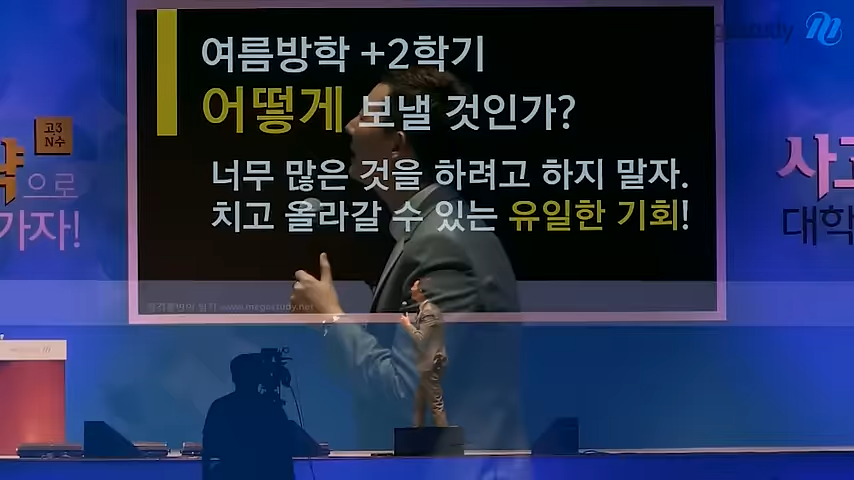 여름방학 +2학기
어떻게 보낼 것인가?
너무 많은 것을 하려고 하지 말자.
치고 올라갈 수 있는 유일한 기회!
고3
N수
으로
가자!
대학
www.megastudy.net